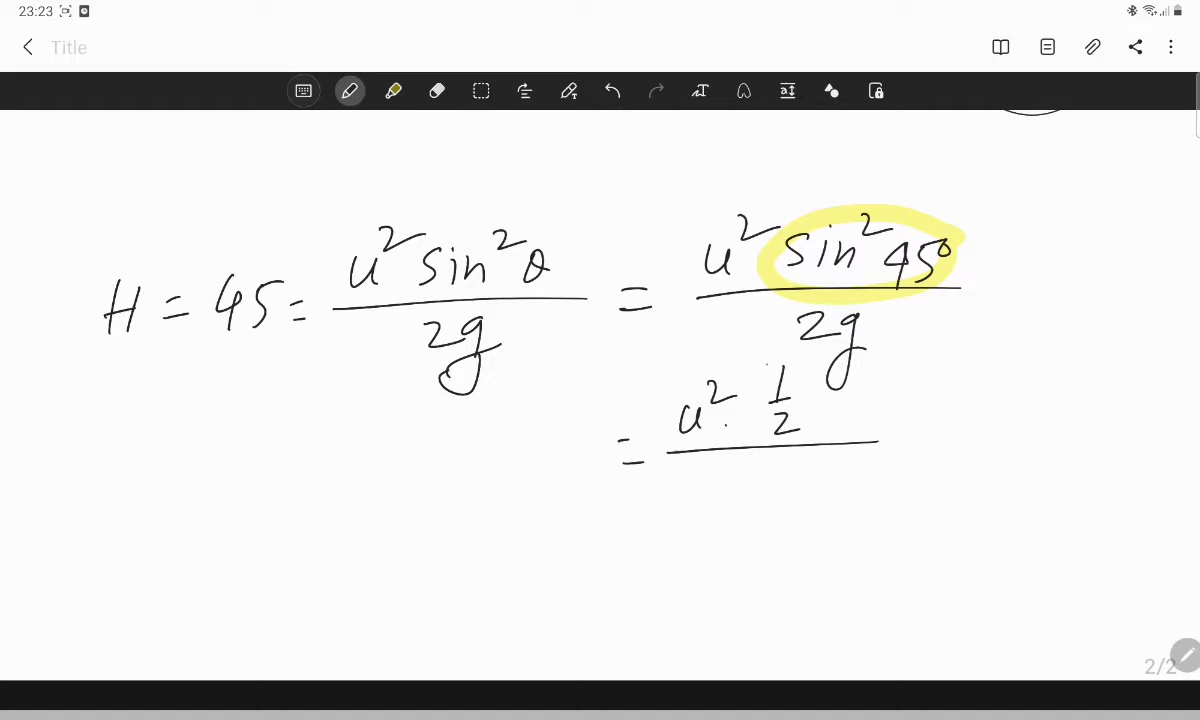 23:23
Title
H = 45 = u² sin² θ / 2g = u² sin² 45° / 2g
= u² · 1/2
2/2